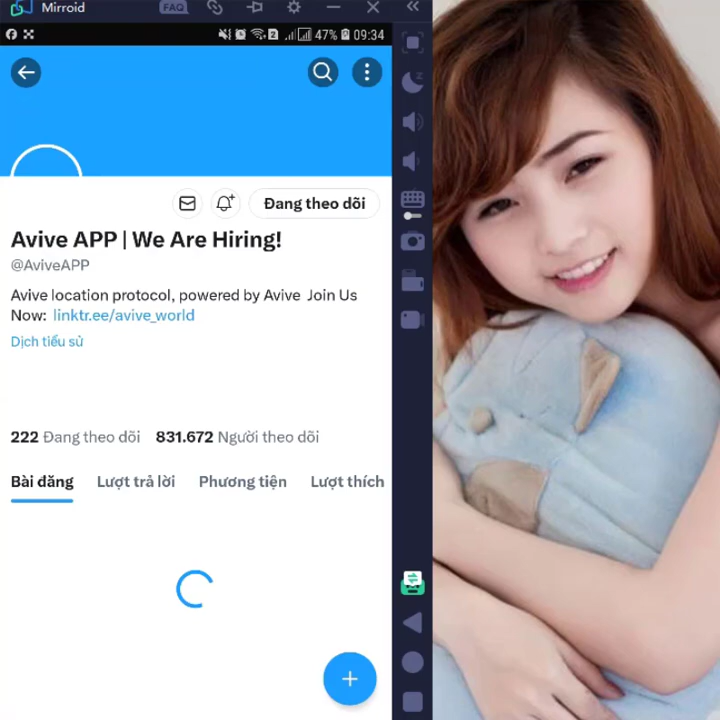 Mirroid FAQ
47% 09:34
Đang theo dõi
Avive APP | We Are Hiring!
@AviveAPP
Avive location protocol, powered by Avive Join Us
Now: linktr.ee/avive_world
Dịch tiểu sử
222 Đang theo dõi 831.672 Người theo dõi
Bài đăng Lượt trả lời Phương tiện Lượt thích